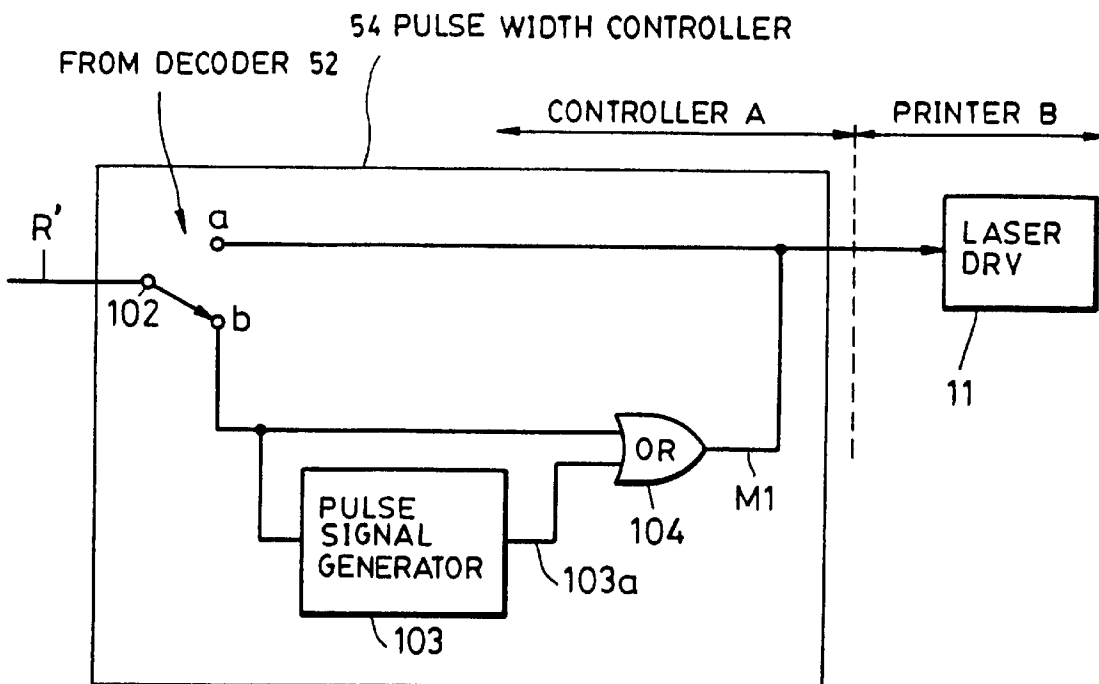 54 PULSE WIDTH CONTROLLER
FROM DECODER 52
CONTROLLER A
PRINTER B
R'
a
102
b
LASER
DRV
11
OR
M1
104
PULSE
SIGNAL
GENERATOR
103a
103